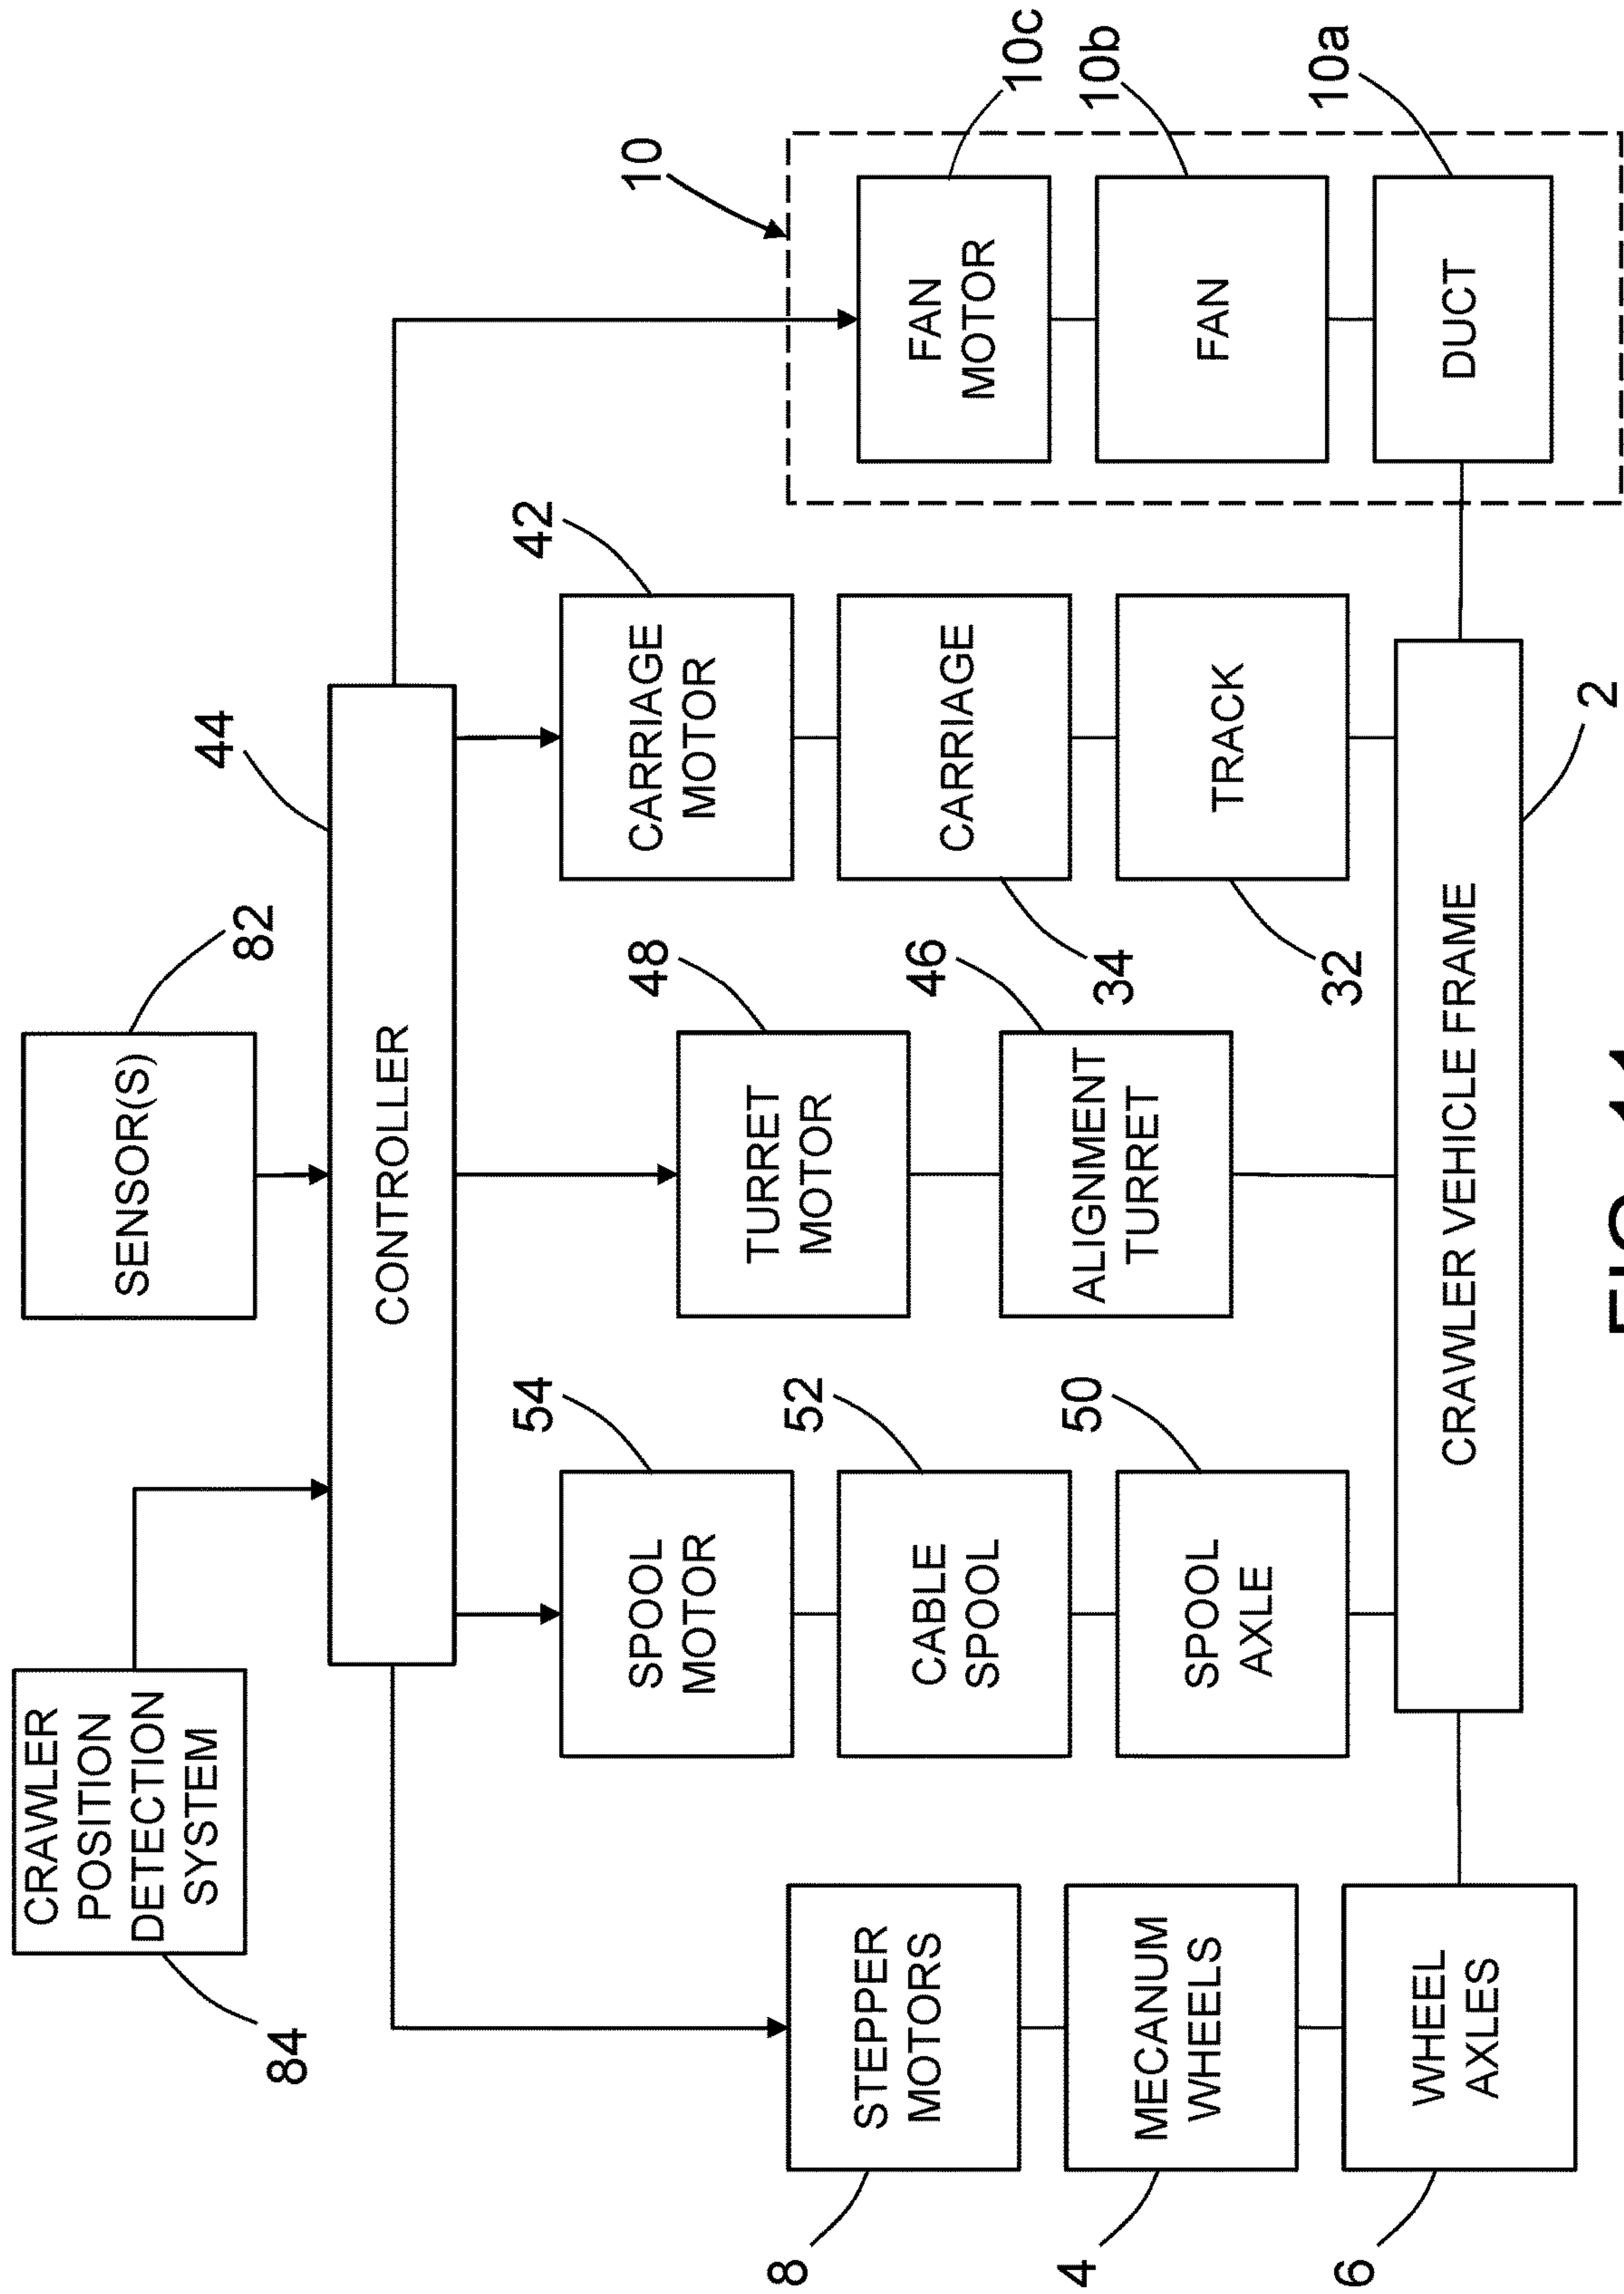 CRAWLER
POSITION
DETECTION
SYSTEM
84
SENSOR(S)
82
CONTROLLER
44
10
STEPPER
MOTORS
8
MECANUM
WHEELS
4
WHEEL
AXLES
6
SPOOL
MOTOR
54
CABLE
SPOOL
52
SPOOL
AXLE
50
TURRET
MOTOR
48
ALIGNMENT
TURRET
46
CARRIAGE
MOTOR
42
CARRIAGE
34
TRACK
32
FAN
MOTOR
10c
FAN
10b
DUCT
10a
CRAWLER VEHICLE FRAME
2